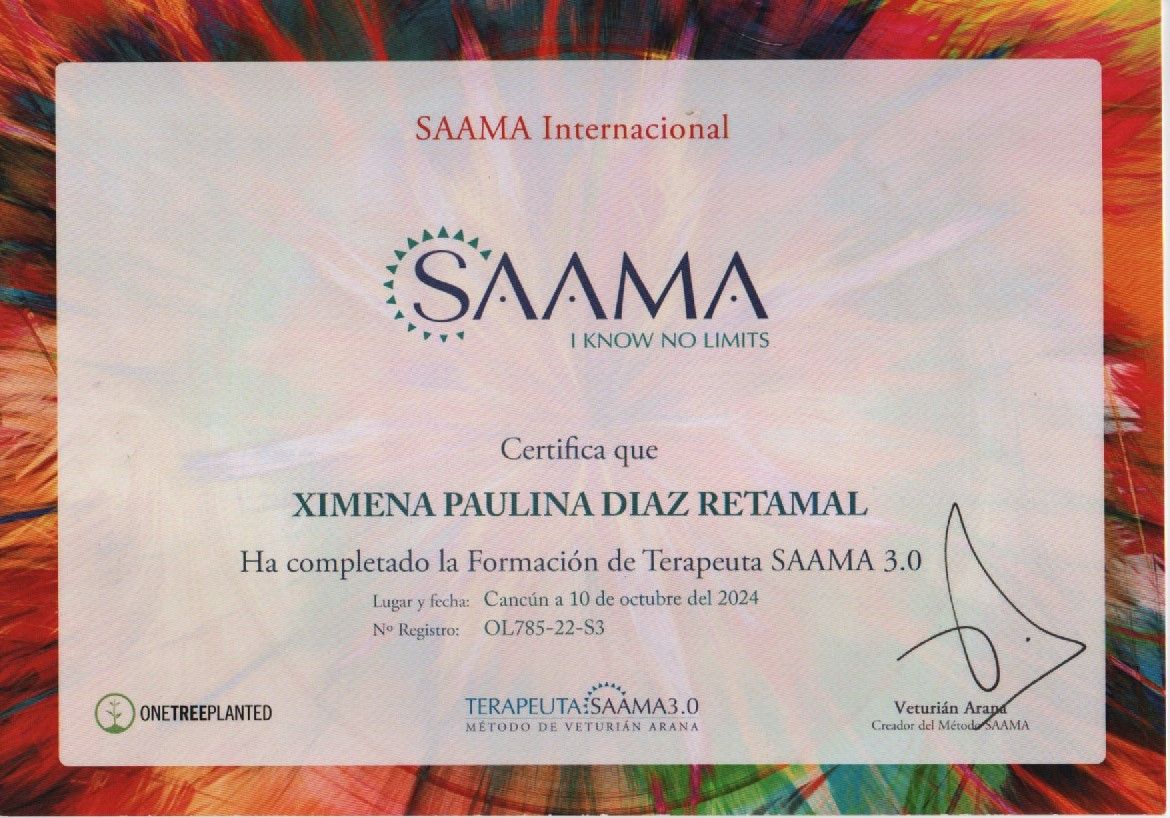 SAAMA Internacional
SAAMA
I KNOW NO LIMITS
Certifica que
XIMENA PAULINA DIAZ RETAMAL
Ha completado la Formación de Terapeuta SAAMA 3.0
Lugar y fecha: Cancún a 10 de octubre del 2024
Nº Registro: OL785-22-S3
ONETREEPLANTED
TERAPEUTA SAAMA3.0
MÉTODO DE VETURIÁN ARANA
Veturián Arana
Creador del Método SAAMA